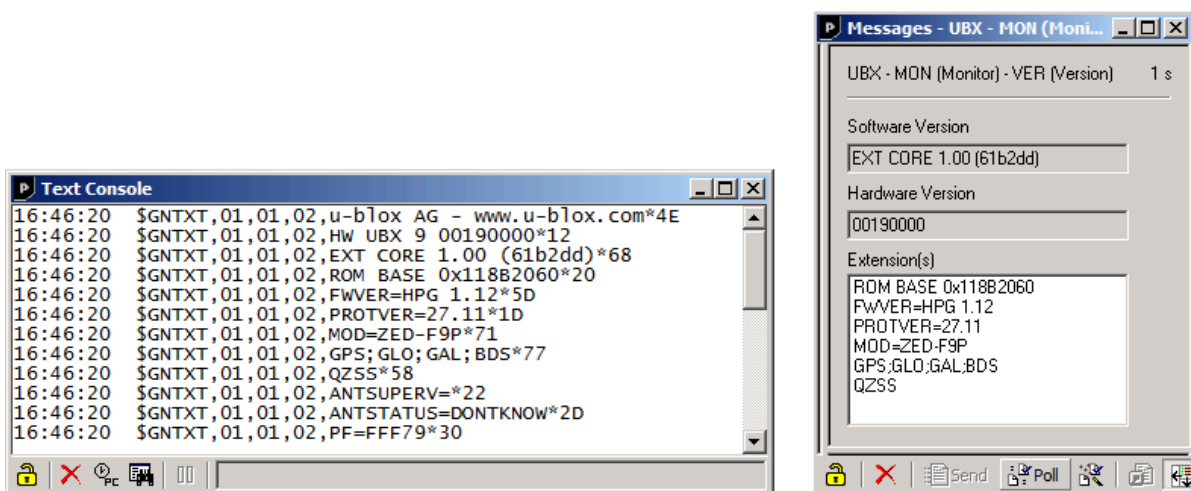 Text Console
16:46:20 $GNTXT,01,01,02,u-blox AG - www.u-blox.com*4E
16:46:20 $GNTXT,01,01,02,HW UBX 9 00190000*12
16:46:20 $GNTXT,01,01,02,EXT CORE 1.00 (61b2dd)*68
16:46:20 $GNTXT,01,01,02,ROM BASE 0x118B2060*20
16:46:20 $GNTXT,01,01,02,FWVER=HPG 1.12*5D
16:46:20 $GNTXT,01,01,02,PROTVER=27.11*1D
16:46:20 $GNTXT,01,01,02,MOD=ZED-F9P*71
16:46:20 $GNTXT,01,01,02,GPS;GLO;GAL;BDS*77
16:46:20 $GNTXT,01,01,02,QZSS*58
16:46:20 $GNTXT,01,01,02,ANTSUPERV=*22
16:46:20 $GNTXT,01,01,02,ANTSTATUS=DONTKNOW*2D
16:46:20 $GNTXT,01,01,02,PF=FFF79*30
PC
Messages - UBX - MON (Moni...
UBX - MON (Monitor) - VER (Version) 1 s
Software Version
EXT CORE 1.00 (61b2dd)
Hardware Version
00190000
Extension(s)
ROM BASE 0x118B2060
FWVER=HPG 1.12
PROTVER=27.11
MOD=ZED-F9P
GPS;GLO;GAL;BDS
QZSS
Send Poll